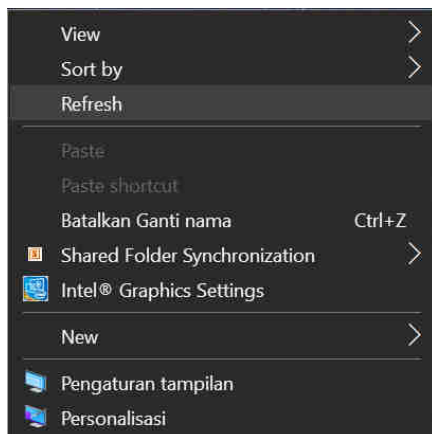 View
Sort by
Refresh
Paste
Paste shortcut
Batalkan Ganti nama Ctrl+Z
Shared Folder Synchronization
Intel® Graphics Settings
New
Pengaturan tampilan
Personalisasi